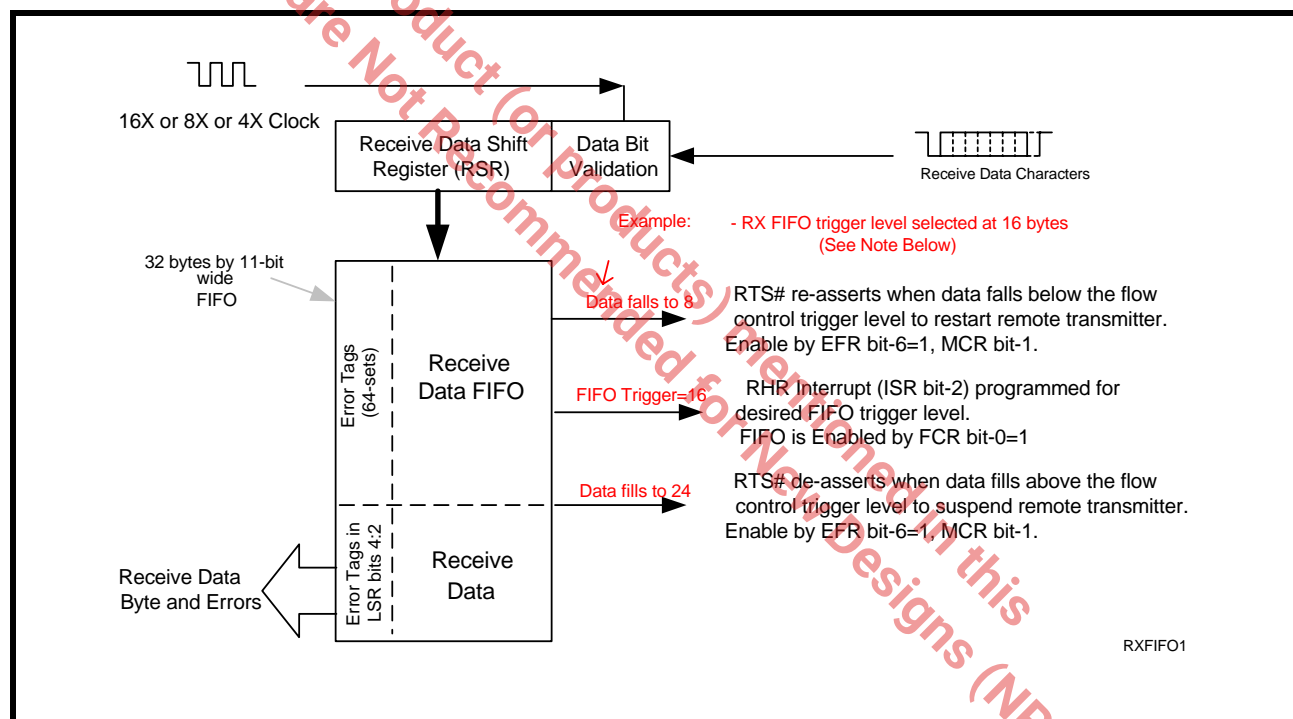 16X or 8X or 4X Clock
Receive Data Shift
Register (RSR)
Data Bit
Validation
Receive Data Characters
Example:
- RX FIFO trigger level selected at 16 bytes
(See Note Below)
32 bytes by 11-bit
wide
FIFO
Error Tags
(64-sets)
Receive
Data FIFO
Data falls to 8
RTS# re-asserts when data falls below the flow
control trigger level to restart remote transmitter.
Enable by EFR bit-6=1, MCR bit-1.
FIFO Trigger=16
RHR Interrupt (ISR bit-2) programmed for
desired FIFO trigger level.
FIFO is Enabled by FCR bit-0=1
Data fills to 24
RTS# de-asserts when data fills above the flow
control trigger level to suspend remote transmitter.
Enable by EFR bit-6=1, MCR bit-1.
Error Tags in
LSR bits 4:2
Receive
Data
Receive Data
Byte and Errors
RXFIFO1
product (or products) mentioned in this
are Not Recommended for New Designs